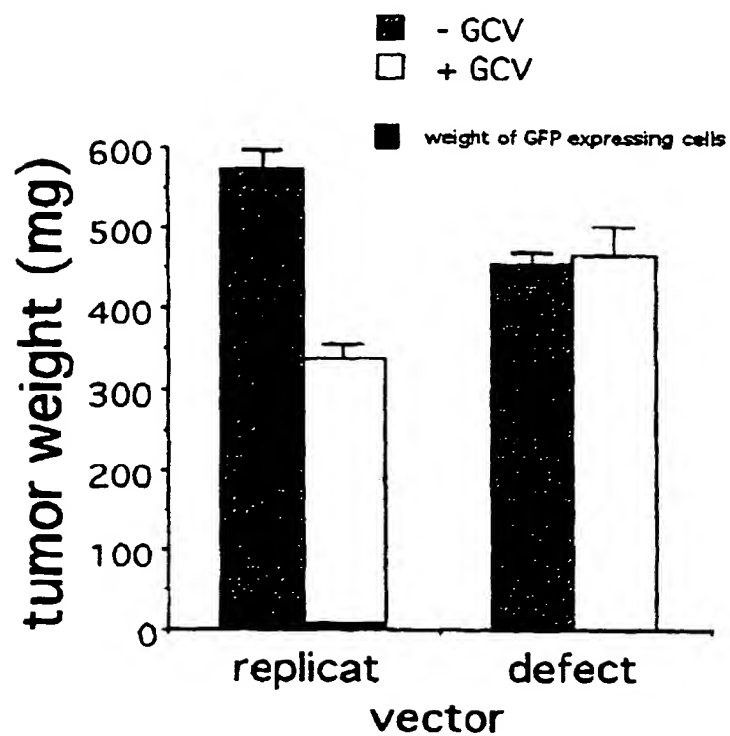 - GCV
+ GCV
weight of GFP expressing cells
600
500
400
300
200
100
0
tumor weight (mg)
replicat
defect
vector